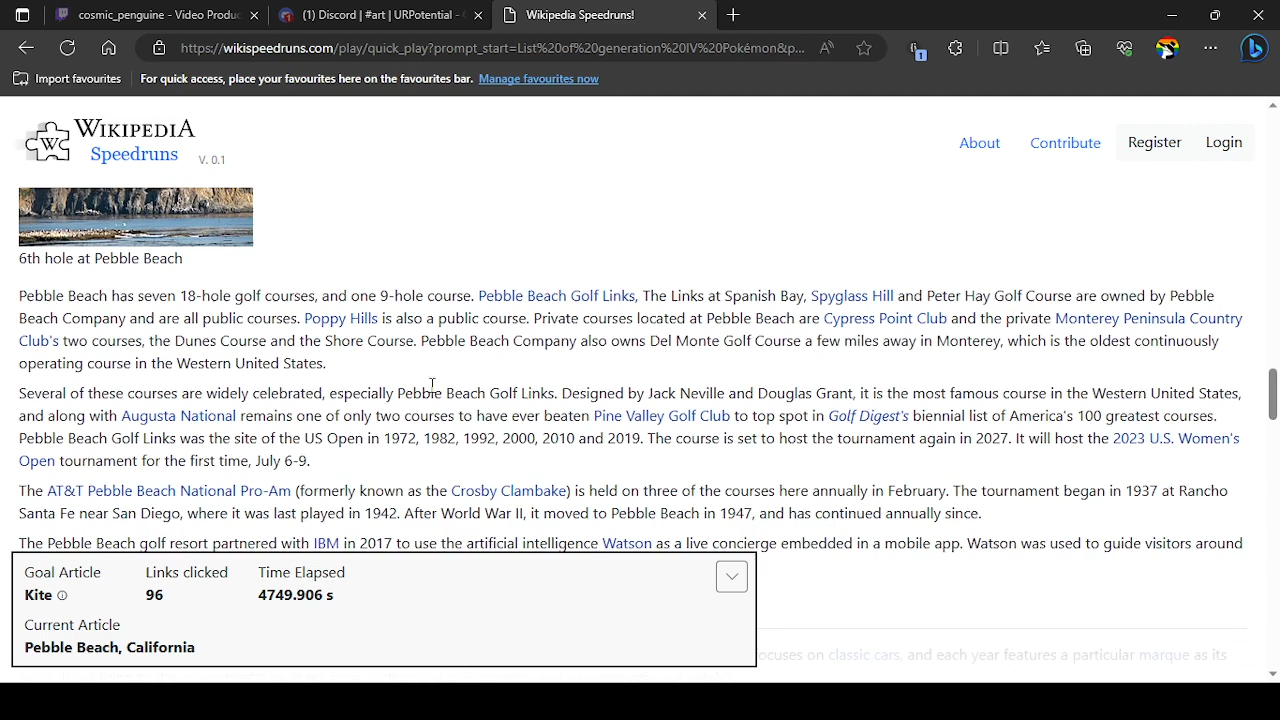 cosmic_penguine - Video Produc
(1) Discord | #art | URPotential -
Wikipedia Speedruns!
https://wikispeedruns.com/play/quick_play?prompt_start=List%20of%20generation%20IV%20Pokémon&p...
1
Import favourites
For quick access, place your favourites here on the favourites bar. Manage favourites now
W
WIKIPEDIA
Speedruns V. 0.1
About Contribute Register Login
6th hole at Pebble Beach
Pebble Beach has seven 18-hole golf courses, and one 9-hole course. Pebble Beach Golf Links, The Links at Spanish Bay, Spyglass Hill and Peter Hay Golf Course are owned by Pebble
Beach Company and are all public courses. Poppy Hills is also a public course. Private courses located at Pebble Beach are Cypress Point Club and the private Monterey Peninsula Country
Club's two courses, the Dunes Course and the Shore Course. Pebble Beach Company also owns Del Monte Golf Course a few miles away in Monterey, which is the oldest continuously
operating course in the Western United States.
Several of these courses are widely celebrated, especially Pebble Beach Golf Links. Designed by Jack Neville and Douglas Grant, it is the most famous course in the Western United States,
and along with Augusta National remains one of only two courses to have ever beaten Pine Valley Golf Club to top spot in Golf Digest's biennial list of America's 100 greatest courses.
Pebble Beach Golf Links was the site of the US Open in 1972, 1982, 1992, 2000, 2010 and 2019. The course is set to host the tournament again in 2027. It will host the 2023 U.S. Women's
Open tournament for the first time, July 6-9.
The AT&T Pebble Beach National Pro-Am (formerly known as the Crosby Clambake) is held on three of the courses here annually in February. The tournament began in 1937 at Rancho
Santa Fe near San Diego, where it was last played in 1942. After World War II, it moved to Pebble Beach in 1947, and has continued annually since.
The Pebble Beach golf resort partnered with IBM in 2017 to use the artificial intelligence Watson as a live concierge embedded in a mobile app. Watson was used to guide visitors around
Goal Article Links clicked Time Elapsed
Kite 96 4749.906 s
Current Article
Pebble Beach, California
ocuses on classic cars, and each year features a particular marque as its